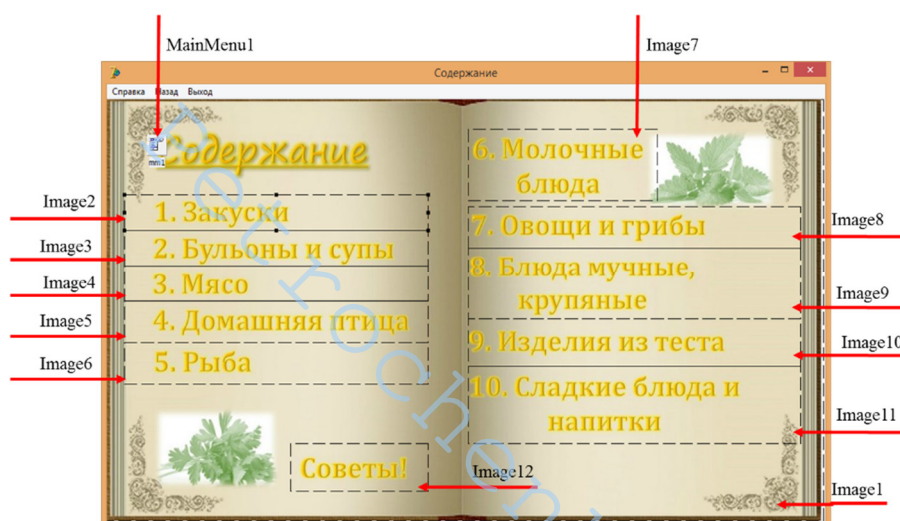 MainMenu1
Image7
Содержание
Справка Назад Выход
Содержание
mm1
Image2
1. Закуски
Image3
2. Бульоны и супы
Image4
3. Мясо
Image5
4. Домашняя птица
Image6
5. Рыба
Советы!
Image12
6. Молочные
блюда
7. Овощи и грибы
Image8
8. Блюда мучные,
крупяные
Image9
9. Изделия из теста
Image10
10. Сладкие блюда и
напитки
Image11
Image1